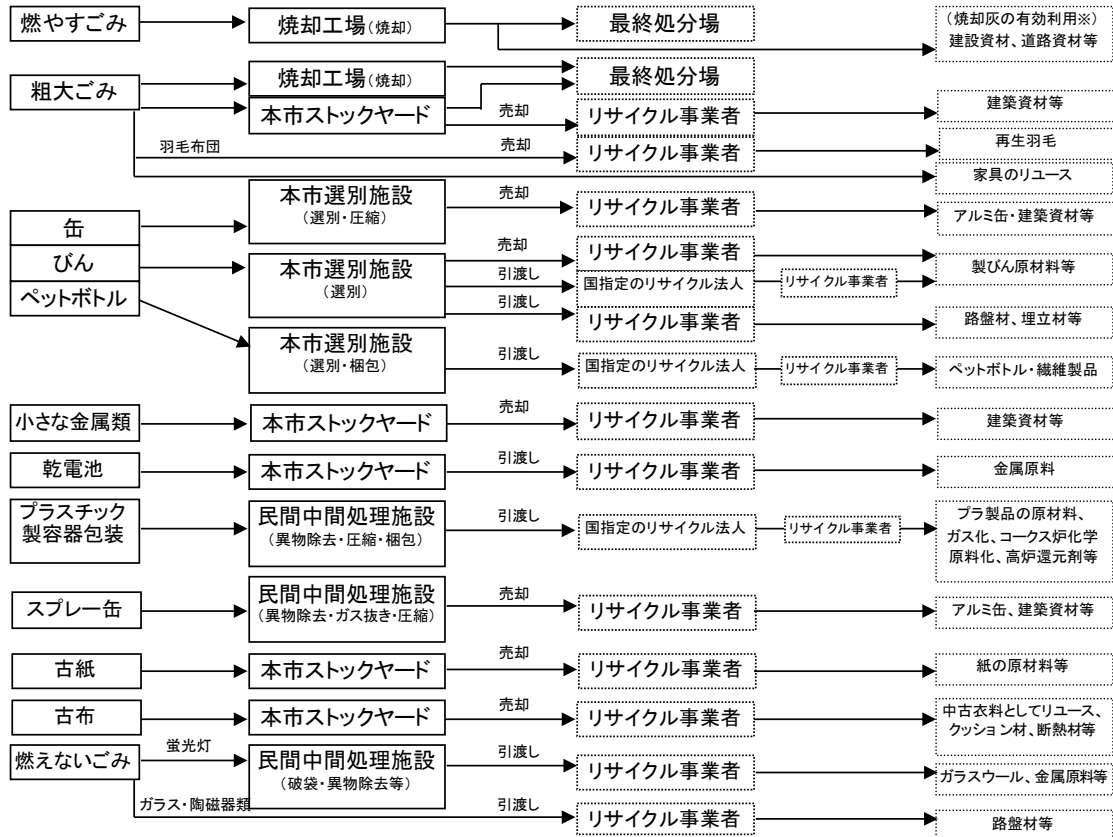 燃やすごみ
焼却工場(焼却)
最終処分場
(焼却灰の有効利用※)
建設資材、道路資材等
粗大ごみ
焼却工場(焼却)
最終処分場
本市ストックヤード
売却
リサイクル事業者
建築資材等
羽毛布団
売却
リサイクル事業者
再生羽毛
家具のリユース
缶
本市選別施設
(選別・圧縮)
売却
リサイクル事業者
アルミ缶・建築資材等
びん
本市選別施設
(選別)
売却
リサイクル事業者
製びん原材料等
引渡し
国指定のリサイクル法人
リサイクル事業者
引渡し
リサイクル事業者
路盤材、埋立材等
ペットボトル
本市選別施設
(選別・梱包)
引渡し
国指定のリサイクル法人
リサイクル事業者
ペットボトル・繊維製品
小さな金属類
本市ストックヤード
売却
リサイクル事業者
建築資材等
乾電池
本市ストックヤード
引渡し
リサイクル事業者
金属原料
プラスチック
製容器包装
民間中間処理施設
(異物除去・圧縮・梱包)
引渡し
国指定のリサイクル法人
リサイクル事業者
プラ製品の原材料、
ガス化、コークス炉化学
原料化、高炉還元剤等
スプレー缶
民間中間処理施設
(異物除去・ガス抜き・圧縮)
売却
リサイクル事業者
アルミ缶、建築資材等
古紙
本市ストックヤード
売却
リサイクル事業者
紙の原材料等
古布
本市ストックヤード
売却
リサイクル事業者
中古衣料としてリユース、
クッション材、断熱材等
燃えないごみ
蛍光灯
民間中間処理施設
(破袋・異物除去等)
引渡し
リサイクル事業者
ガラスウール、金属原料等
ガラス・陶磁器類
引渡し
リサイクル事業者
路盤材等